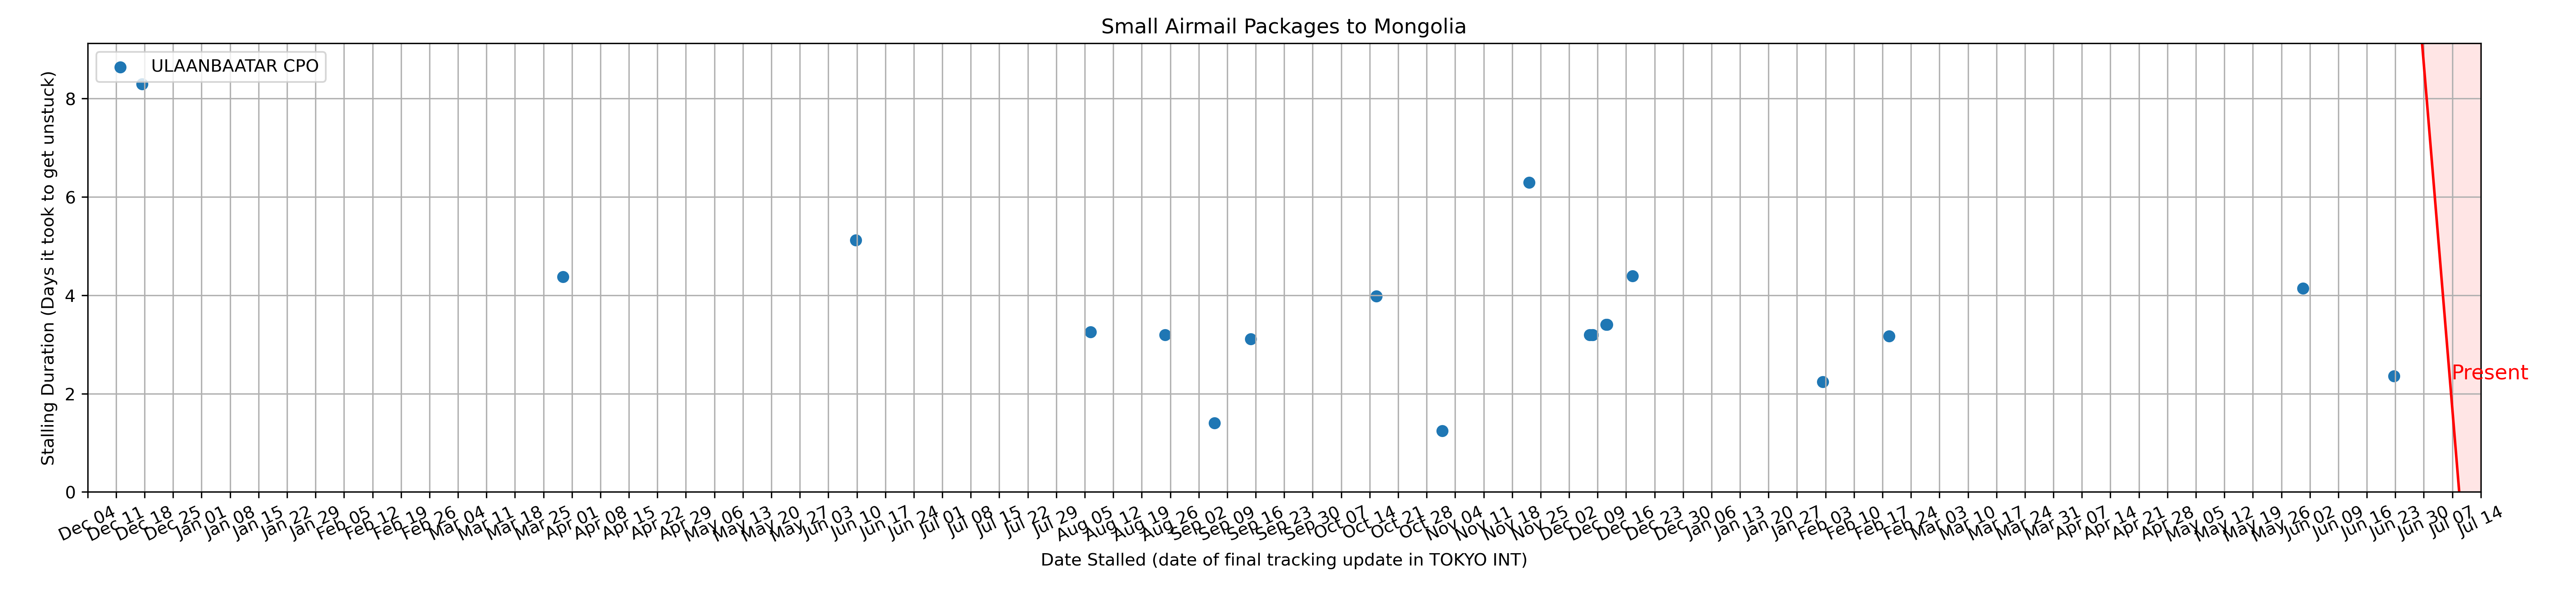 Small Airmail Packages to Mongolia
ULAANBAATAR CPO
Stalling Duration (Days it took to get unstuck)
8
6
4
2
0
Present
Dec 04
Dec 11
Dec 18
Dec 25
Jan 01
Jan 08
Jan 15
Jan 22
Jan 29
Feb 05
Feb 12
Feb 19
Feb 26
Mar 04
Mar 11
Mar 18
Mar 25
Apr 01
Apr 08
Apr 15
Apr 22
Apr 29
May 06
May 13
May 20
May 27
Jun 03
Jun 10
Jun 17
Jun 24
Jul 01
Jul 08
Jul 15
Jul 22
Jul 29
Aug 05
Aug 12
Aug 19
Aug 26
Sep 02
Sep 09
Sep 16
Sep 23
Sep 30
Oct 07
Oct 14
Oct 21
Oct 28
Nov 04
Nov 11
Nov 18
Nov 25
Dec 02
Dec 09
Dec 16
Dec 23
Dec 30
Jan 06
Jan 13
Jan 20
Jan 27
Feb 03
Feb 10
Feb 17
Feb 24
Mar 03
Mar 10
Mar 17
Mar 24
Mar 31
Apr 07
Apr 14
Apr 21
Apr 28
May 05
May 12
May 19
May 26
Jun 02
Jun 09
Jun 16
Jun 23
Jun 30
Jul 07
Jul 14
Date Stalled (date of final tracking update in TOKYO INT)